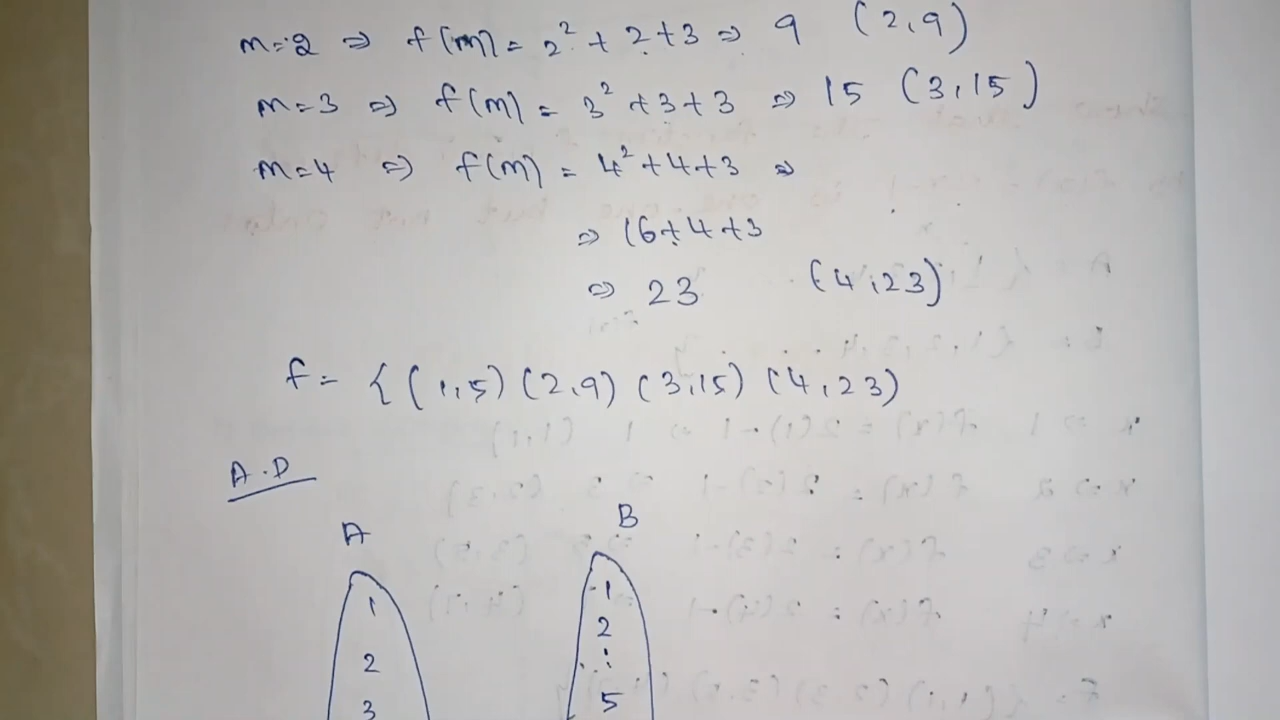 m=2 ⇒ f(m) = 2² + 2+3 ⇒ 9 (2,9)
m=3 ⇒ f(m) = 3² +3+3 ⇒ 15 (3,15)
m=4 ⇒ f(m) = 4²+4+3 ⇒
⇒ 16+4+3
⇒ 23 (4,23)
f = {(1,5) (2,9) (3,15) (4,23)
A.D
A B
1 1
2 2
⋮
3 5